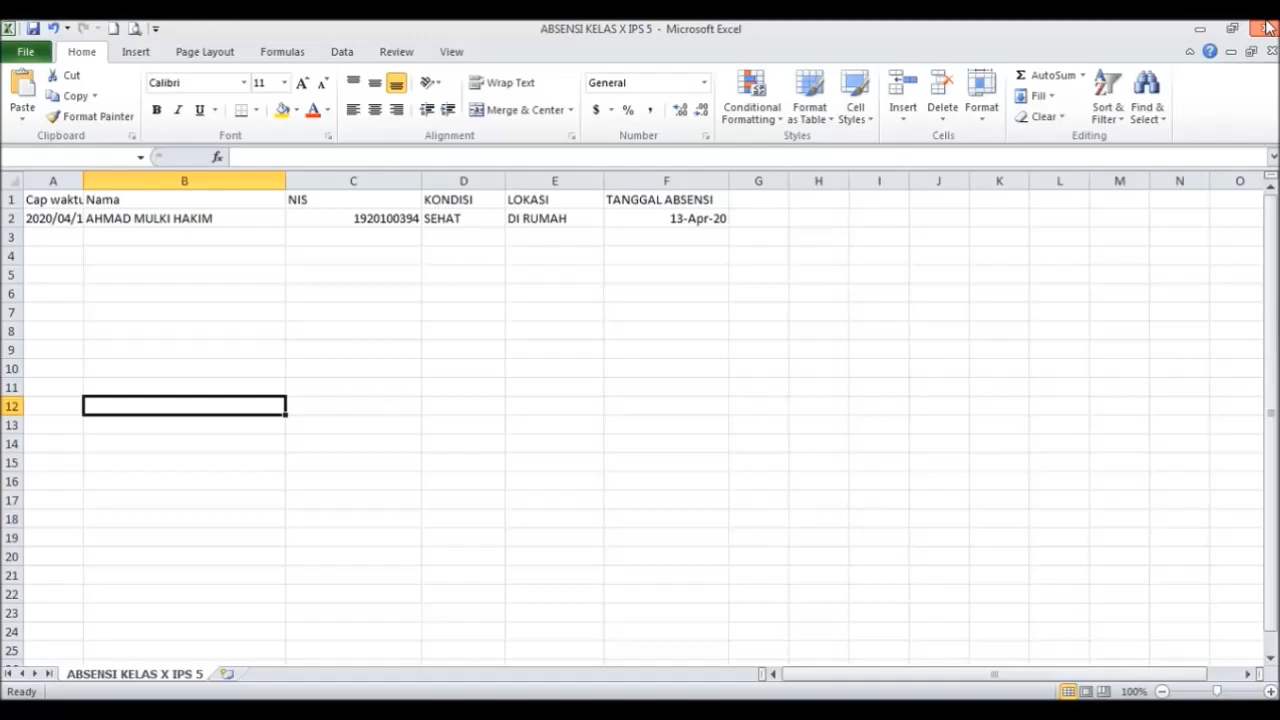 ABSENSI KELAS X IPS 5 - Microsoft Excel
File Home Insert Page Layout Formulas Data Review View
Paste Cut Copy Format Painter Clipboard
Calibri 11 B I U A Font
Wrap Text Merge & Center Alignment
General $ % , Number
Conditional Formatting Format as Table Cell Styles Styles
Insert Delete Format Cells
AutoSum Fill Clear Sort & Filter Find & Select Editing
fx
A B C D E F G H I J K L M N O
1 Cap waktu Nama NIS KONDISI LOKASI TANGGAL ABSENSI
2 2020/04/1 AHMAD MULKI HAKIM 1920100394 SEHAT DI RUMAH 13-Apr-20
3
4
5
6
7
8
9
10
11
12
13
14
15
16
17
18
19
20
21
22
23
24
25
ABSENSI KELAS X IPS 5
Ready 100%